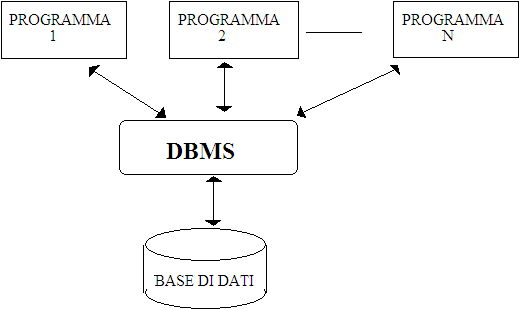 PROGRAMMA
1
PROGRAMMA
2
PROGRAMMA
N
DBMS
BASE DI DATI